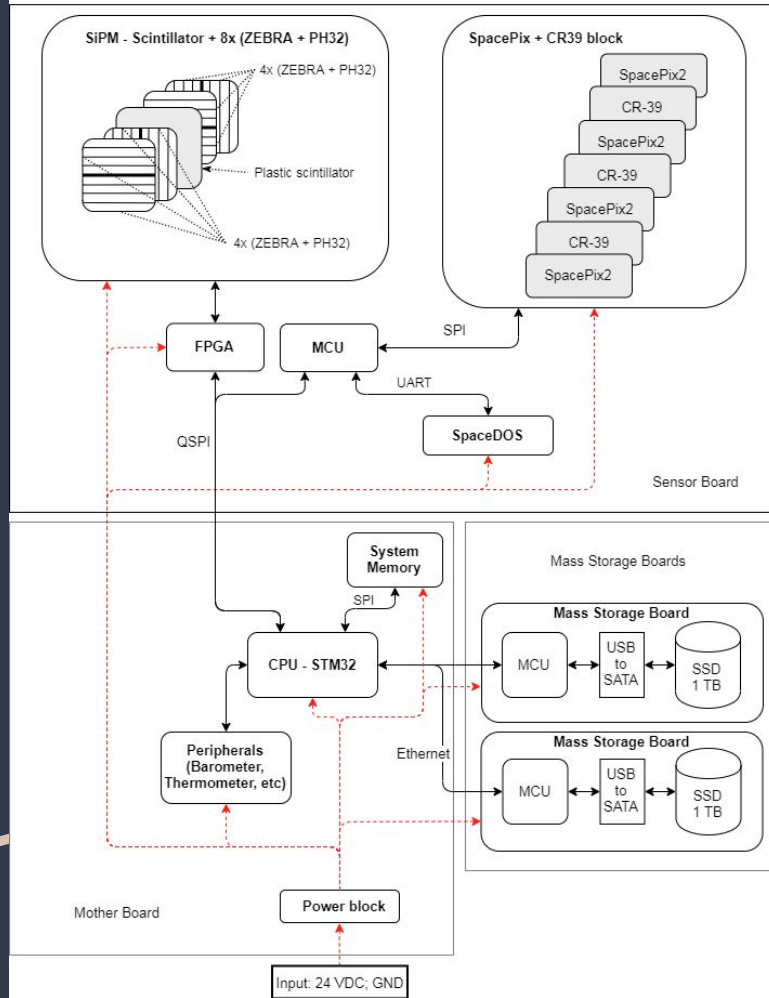 SiPM - Scintillator + 8x (ZEBRA + PH32)
4x (ZEBRA + PH32)
Plastic scintillator
4x (ZEBRA + PH32)
SpacePix + CR39 block
SpacePix2
CR-39
SpacePix2
CR-39
SpacePix2
CR-39
SpacePix2
FPGA
MCU
SPI
UART
QSPI
SpaceDOS
Sensor Board
System
Memory
SPI
CPU - STM32
Peripherals
(Barometer,
Thermometer, etc)
Ethernet
Power block
Mother Board
Input: 24 VDC; GND
Mass Storage Boards
Mass Storage Board
MCU
USB
to
SATA
SSD
1 TB
Mass Storage Board
MCU
USB
to
SATA
SSD
1 TB